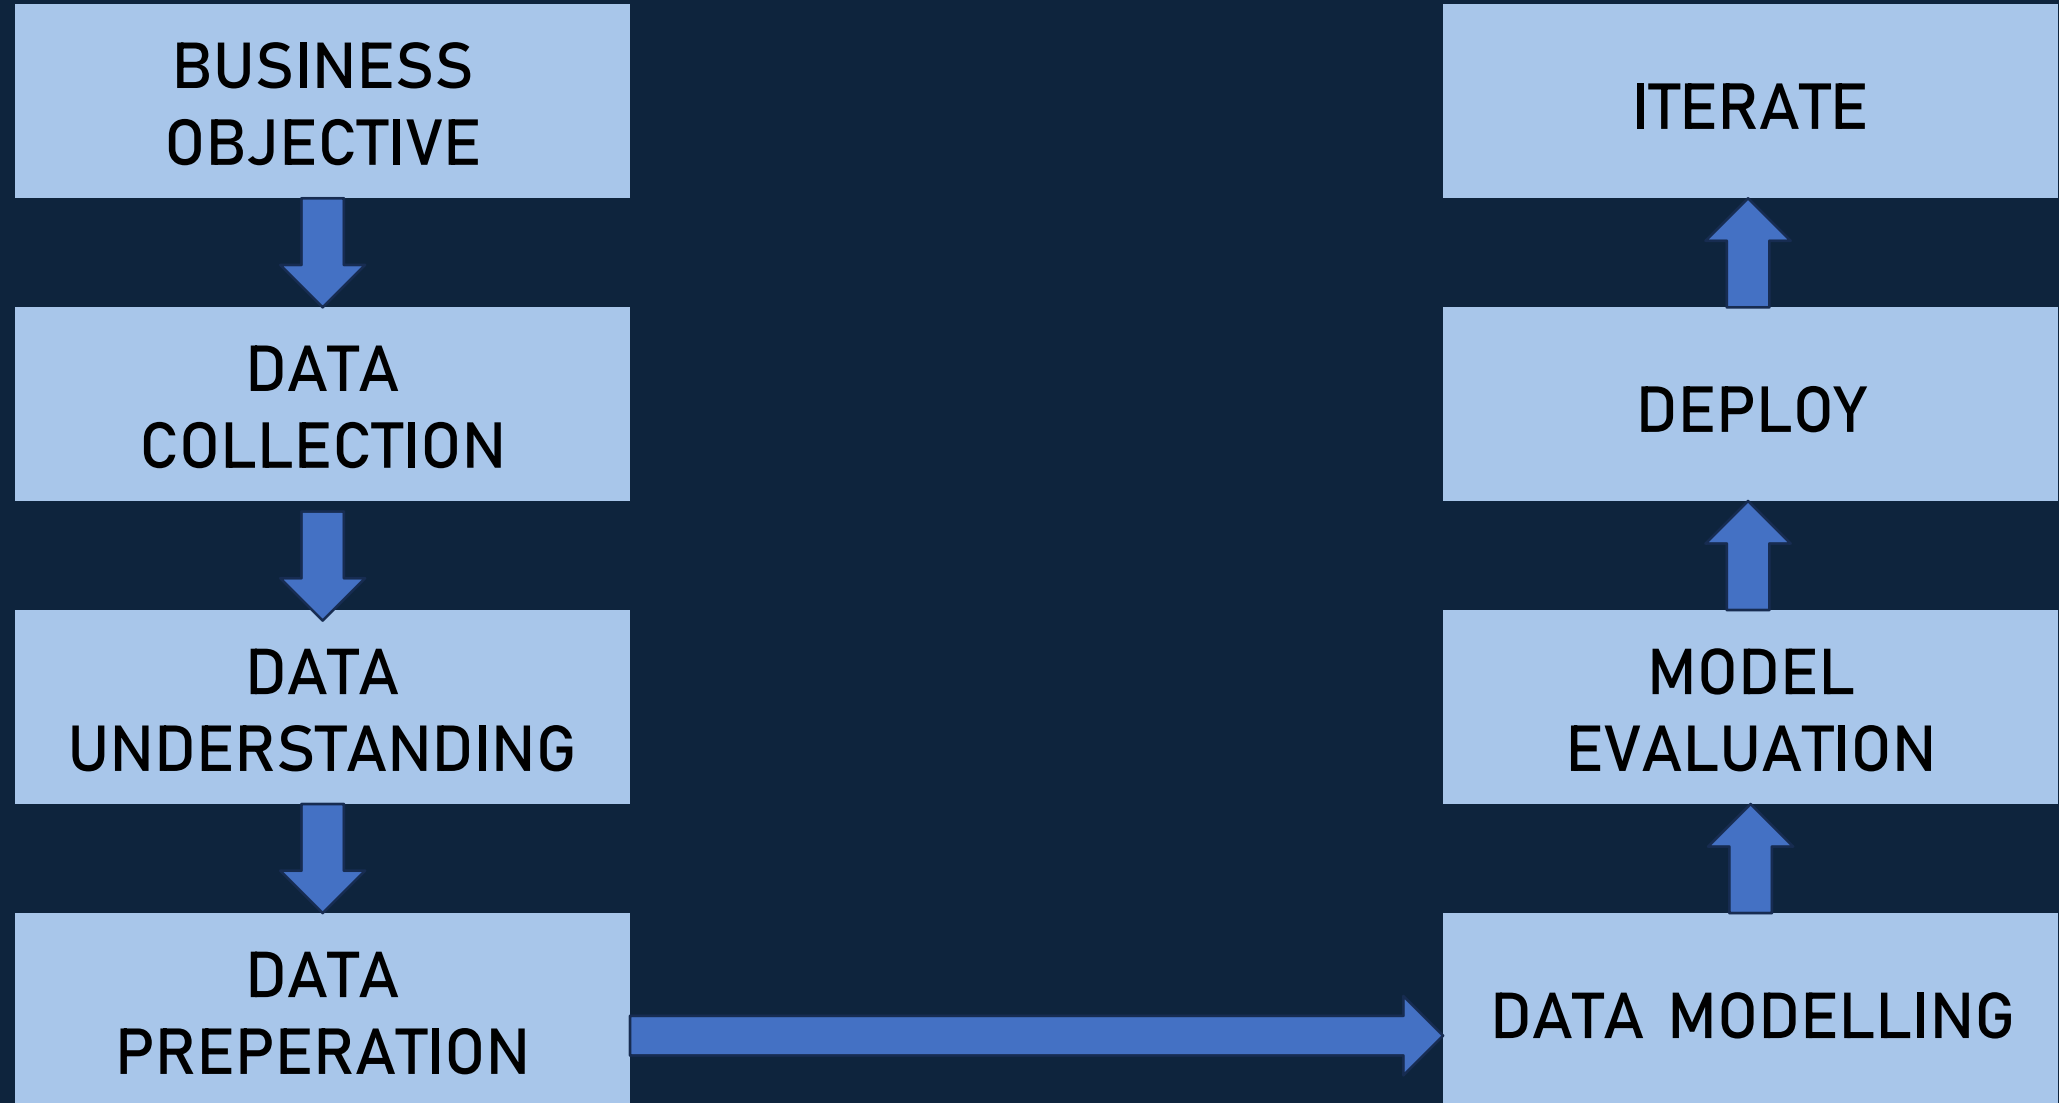 BUSINESS
OBJECTIVE
DATA
COLLECTION
DATA
UNDERSTANDING
DATA
PREPERATION
DATA MODELLING
MODEL
EVALUATION
DEPLOY
ITERATE